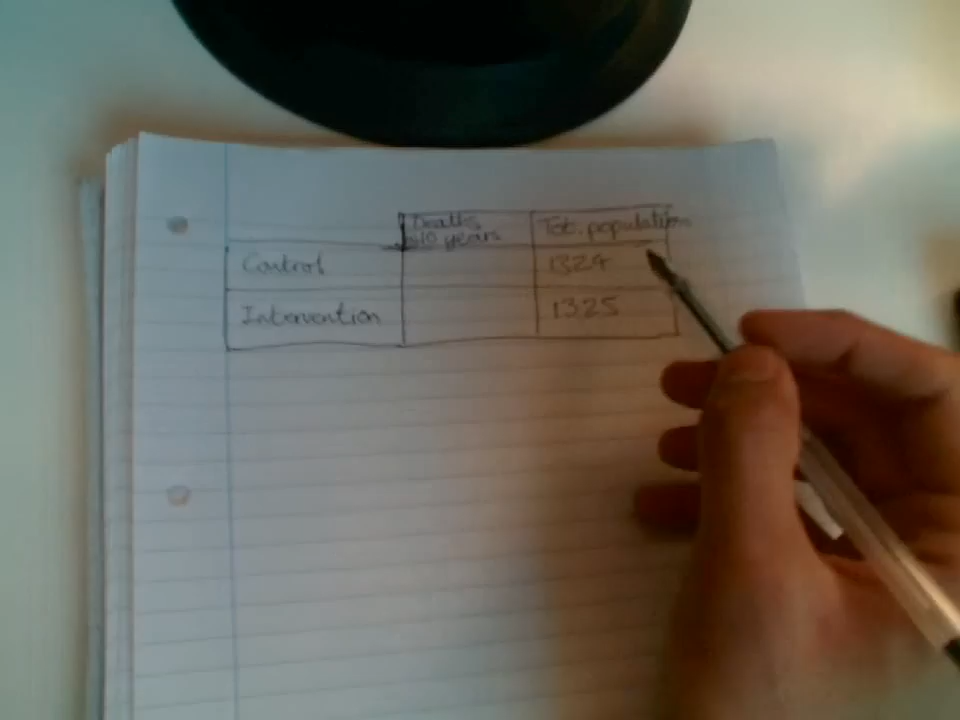 Deaths Tot. population
≤10 years
Control 1324
Intervention 1325